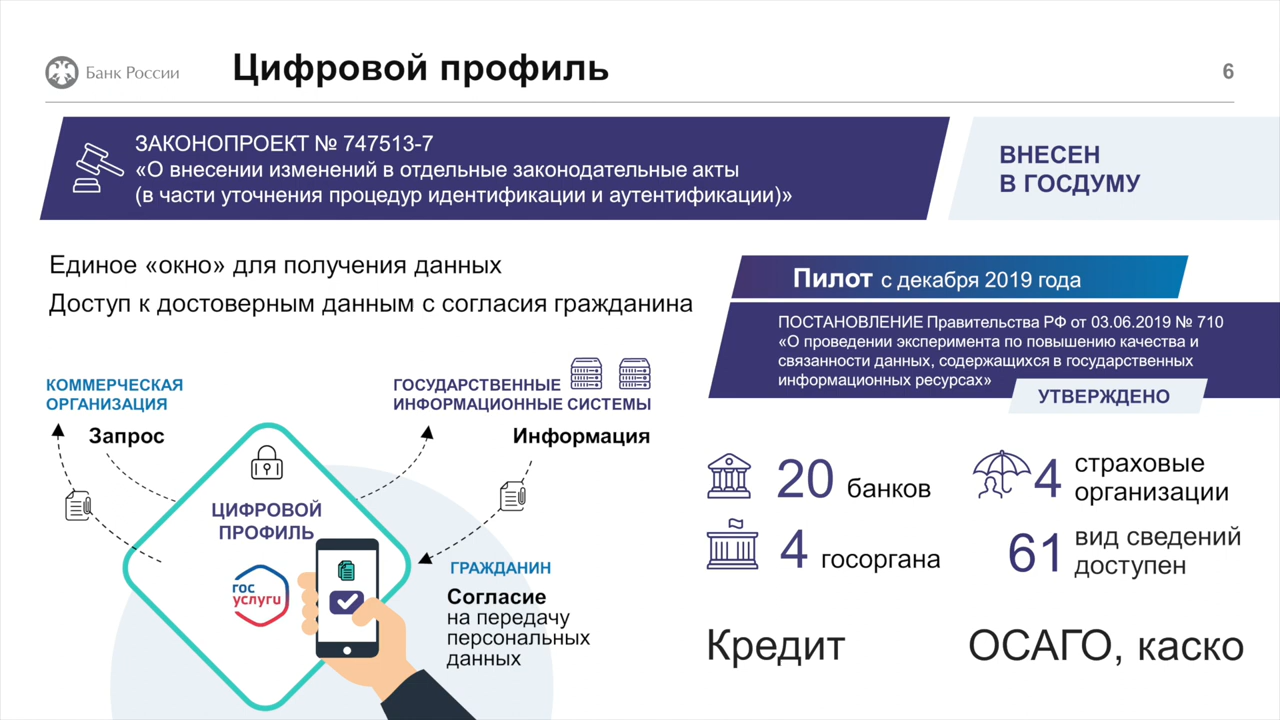 Банк России
Цифровой профиль
6
ЗАКОНОПРОЕКТ № 747513-7
«О внесении изменений в отдельные законодательные акты
(в части уточнения процедур идентификации и аутентификации)»
ВНЕСЕН
В ГОСДУМУ
Единое «окно» для получения данных
Доступ к достоверным данным с согласия гражданина
Пилот с декабря 2019 года
ПОСТАНОВЛЕНИЕ Правительства РФ от 03.06.2019 № 710
«О проведении эксперимента по повышению качества и
связанности данных, содержащихся в государственных
информационных ресурсах»
УТВЕРЖДЕНО
КОММЕРЧЕСКАЯ
ОРГАНИЗАЦИЯ
Запрос
ГОСУДАРСТВЕННЫЕ
ИНФОРМАЦИОННЫЕ СИСТЕМЫ
Информация
ЦИФРОВОЙ
ПРОФИЛЬ
гос
услуги
ГРАЖДАНИН
Согласие
на передачу
персональных
данных
20 банков
4 страховые
организации
4 госоргана
61 вид сведений
доступен
Кредит
ОСАГО, каско